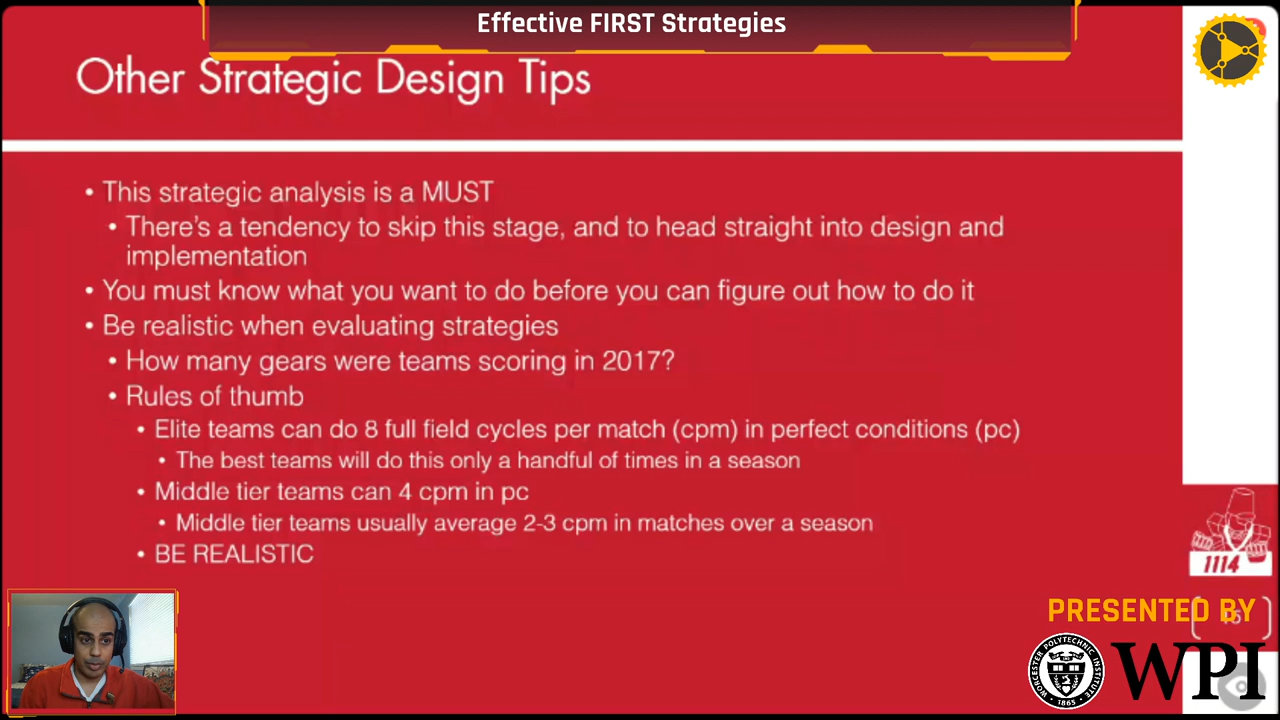 Effective FIRST Strategies
Other Strategic Design Tips
• This strategic analysis is a MUST
• There's a tendency to skip this stage, and to head straight into design and
implementation
• You must know what you want to do before you can figure out how to do it
• Be realistic when evaluating strategies
• How many gears were teams scoring in 2017?
• Rules of thumb
• Elite teams can do 8 full field cycles per match (cpm) in perfect conditions (pc)
• The best teams will do this only a handful of times in a season
• Middle tier teams can 4 cpm in pc
• Middle tier teams usually average 2-3 cpm in matches over a season
• BE REALISTIC
1114
PRESENTED BY
WORCESTER POLYTECHNIC INSTITUTE
1865
WPI